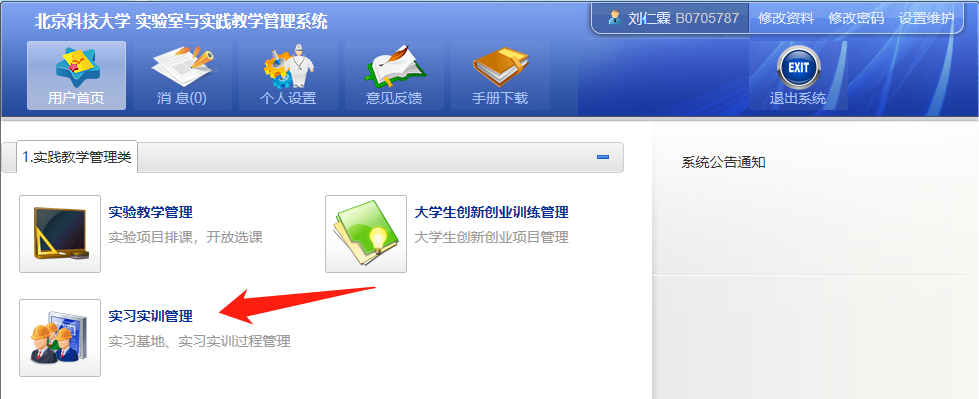 北京科技大学 实验室与实践教学管理系统
刘仁霖 B0705787 修改资料 修改密码 设置维护
用户首页 消 息(0) 个人设置 意见反馈 手册下载 EXIT 退出系统
1.实践教学管理类
系统公告通知
实验教学管理
实验项目排课，开放选课
大学生创新创业训练管理
大学生创新创业项目管理
实习实训管理
实习基地、实习实训过程管理